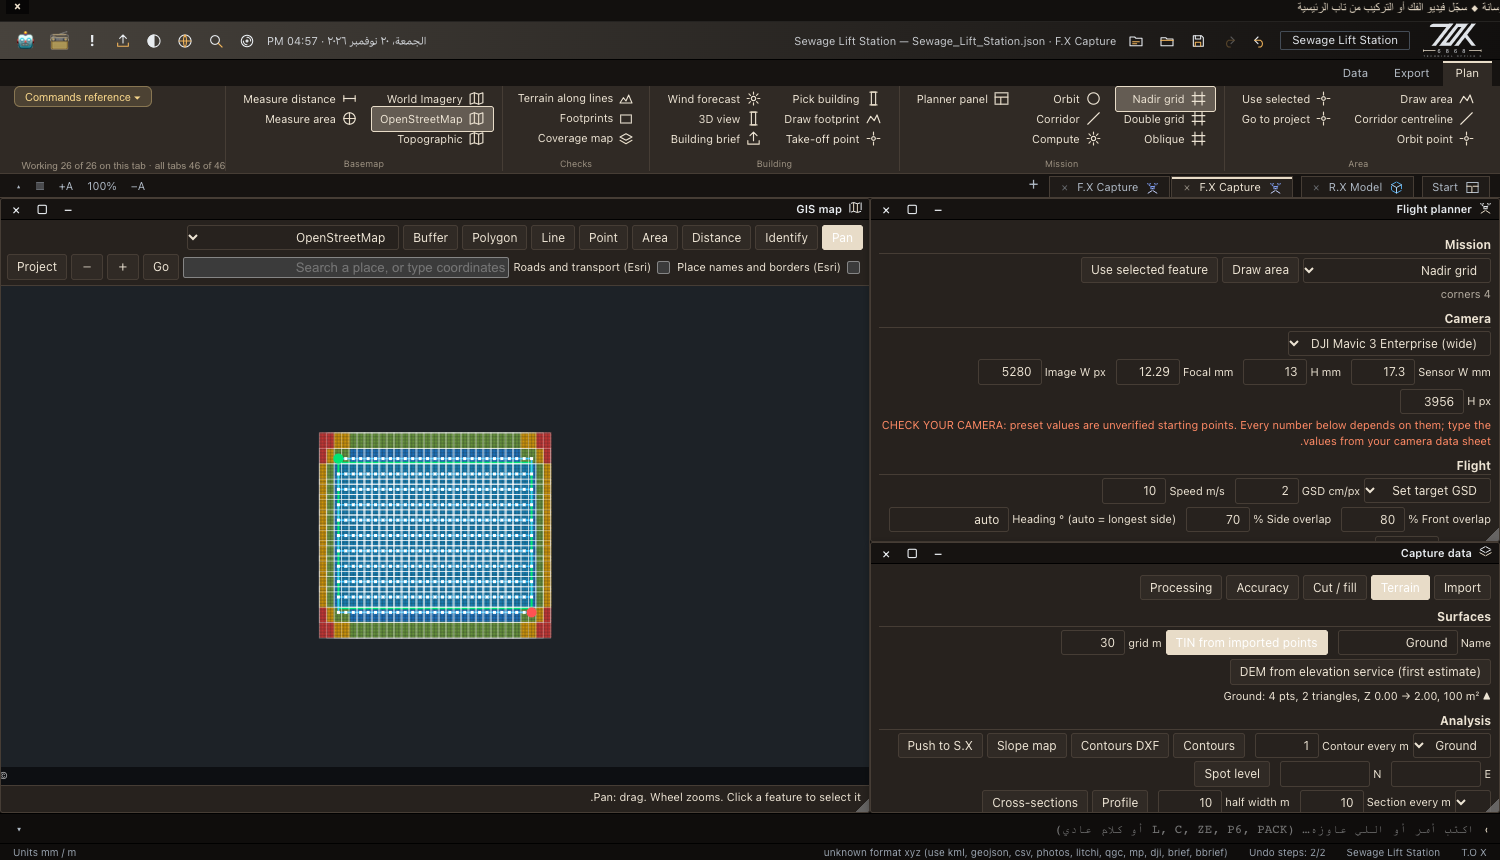 سانة ◆ سجّل فيديو الفك أو التركيب من تاب الرئيسية
×
TOX
Sewage Lift Station
Sewage Lift Station — Sewage_Lift_Station.json · F.X Capture
الجمعة، ٢٠ نوفمبر ٢٠٢٦ · 04:57 PM
Plan
Export
Data
Draw area
Use selected
Corridor centreline
Go to project
Orbit point
Area
Nadir grid
Orbit
Planner panel
Double grid
Corridor
Oblique
Compute
Mission
Pick building
Wind forecast
Draw footprint
3D view
Take-off point
Building brief
Building
Terrain along lines
Footprints
Coverage map
Checks
World Imagery
Measure distance
OpenStreetMap
Measure area
Topographic
Basemap
Commands reference
Working 26 of 26 on this tab · all tabs 46 of 46
Start
R.X Model ×
F.X Capture ×
F.X Capture ×
+
+A 100% −A
Flight planner
Mission
Nadir grid
Draw area
Use selected feature
corners 4
Camera
DJI Mavic 3 Enterprise (wide)
Sensor W mm 17.3
H mm 13
Focal mm 12.29
Image W px 5280
H px 3956
CHECK YOUR CAMERA: preset values are unverified starting points. Every number below depends on them; type the
.values from your camera data sheet
Flight
Set target GSD
GSD cm/px 2
Speed m/s 10
% Front overlap 80
% Side overlap 70
Heading ° (auto = longest side) auto
Capture data
Import
Terrain
Cut / fill
Accuracy
Processing
Surfaces
Name Ground
TIN from imported points
grid m 30
DEM from elevation service (first estimate)
Ground: 4 pts, 2 triangles, Z 0.00 → 2.00, 100 m² ▲
Analysis
Ground
Contour every m 1
Contours
Contours DXF
Slope map
Push to S.X
E
N
Spot level
Section every m 10
half width m 10
Profile
Cross-sections
GIS map
Pan
Identify
Distance
Area
Point
Line
Polygon
Buffer
OpenStreetMap
Place names and borders (Esri)
Roads and transport (Esri)
Search a place, or type coordinates
Go
+
−
Project
©
.Pan: drag. Wheel zooms. Click a feature to select it
اكتب أمر أو اللي عاوزه… (L, C, ZE, P6, PACK أو كلام عادي)
T.O X
Sewage Lift Station
Undo steps: 2/2
unknown format xyz (use kml, geojson, csv, photos, litchi, qgc, mp, dji, brief, bbrief)
Units mm / m